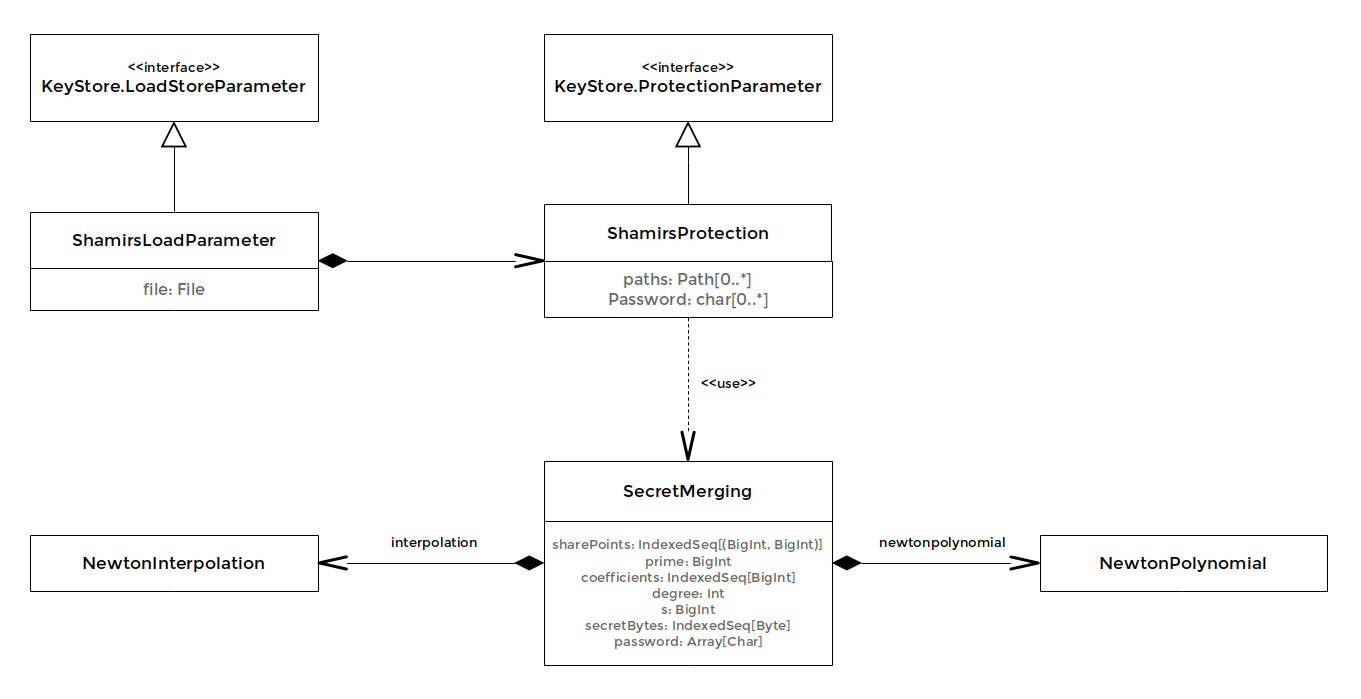 <<interface>>
KeyStore.LoadStoreParameter
<<interface>>
KeyStore.ProtectionParameter
ShamirsLoadParameter
file: File
ShamirsProtection
paths: Path[0..*]
Password: char[0..*]
<<use>>
SecretMerging
sharePoints: IndexedSeq[(BigInt, BigInt)]
prime: BigInt
coefficients: IndexedSeq[BigInt]
degree: Int
s: BigInt
secretBytes: IndexedSeq[Byte]
password: Array[Char]
interpolation
NewtonInterpolation
newtonpolynomial
NewtonPolynomial